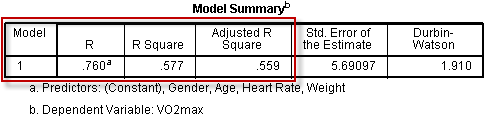 Model Summaryb
Model R R Square Adjusted R Square Std. Error of the Estimate Durbin-Watson
1 .760a .577 .559 5.69097 1.910
a. Predictors: (Constant), Gender, Age, Heart Rate, Weight
b. Dependent Variable: VO2max